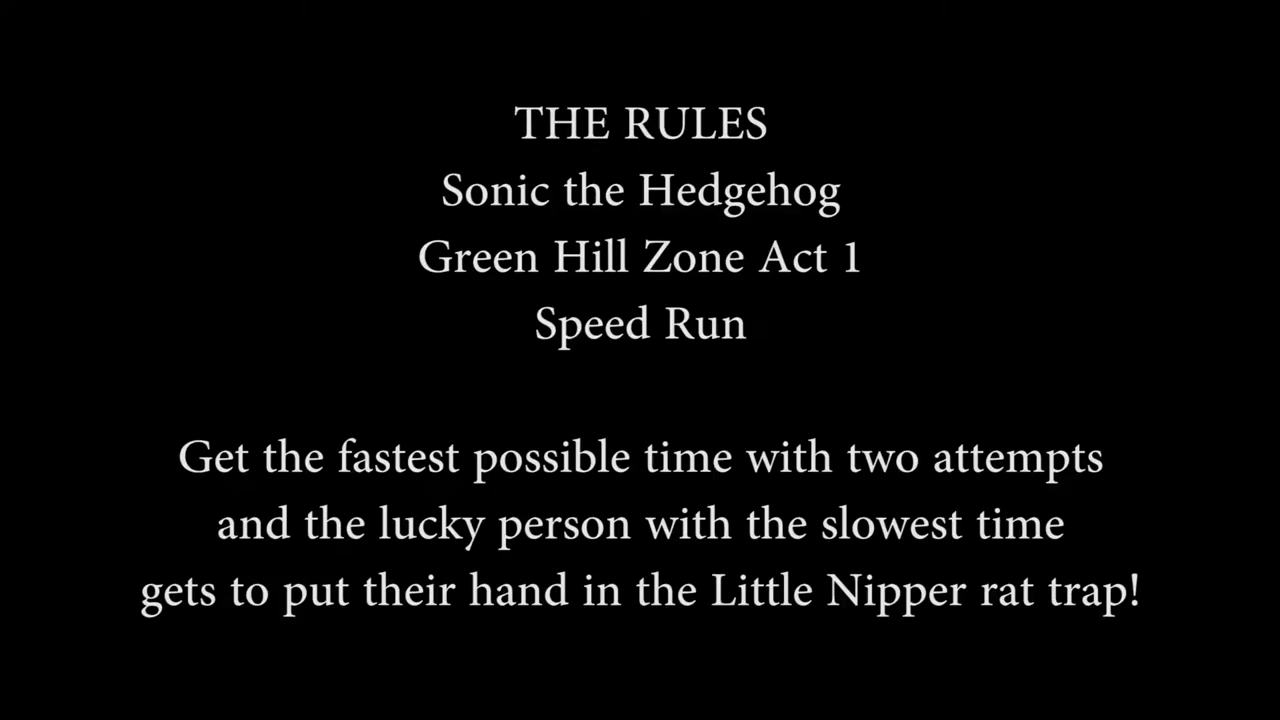 THE RULES
Sonic the Hedgehog
Green Hill Zone Act 1
Speed Run
Get the fastest possible time with two attempts
and the lucky person with the slowest time
gets to put their hand in the Little Nipper rat trap!